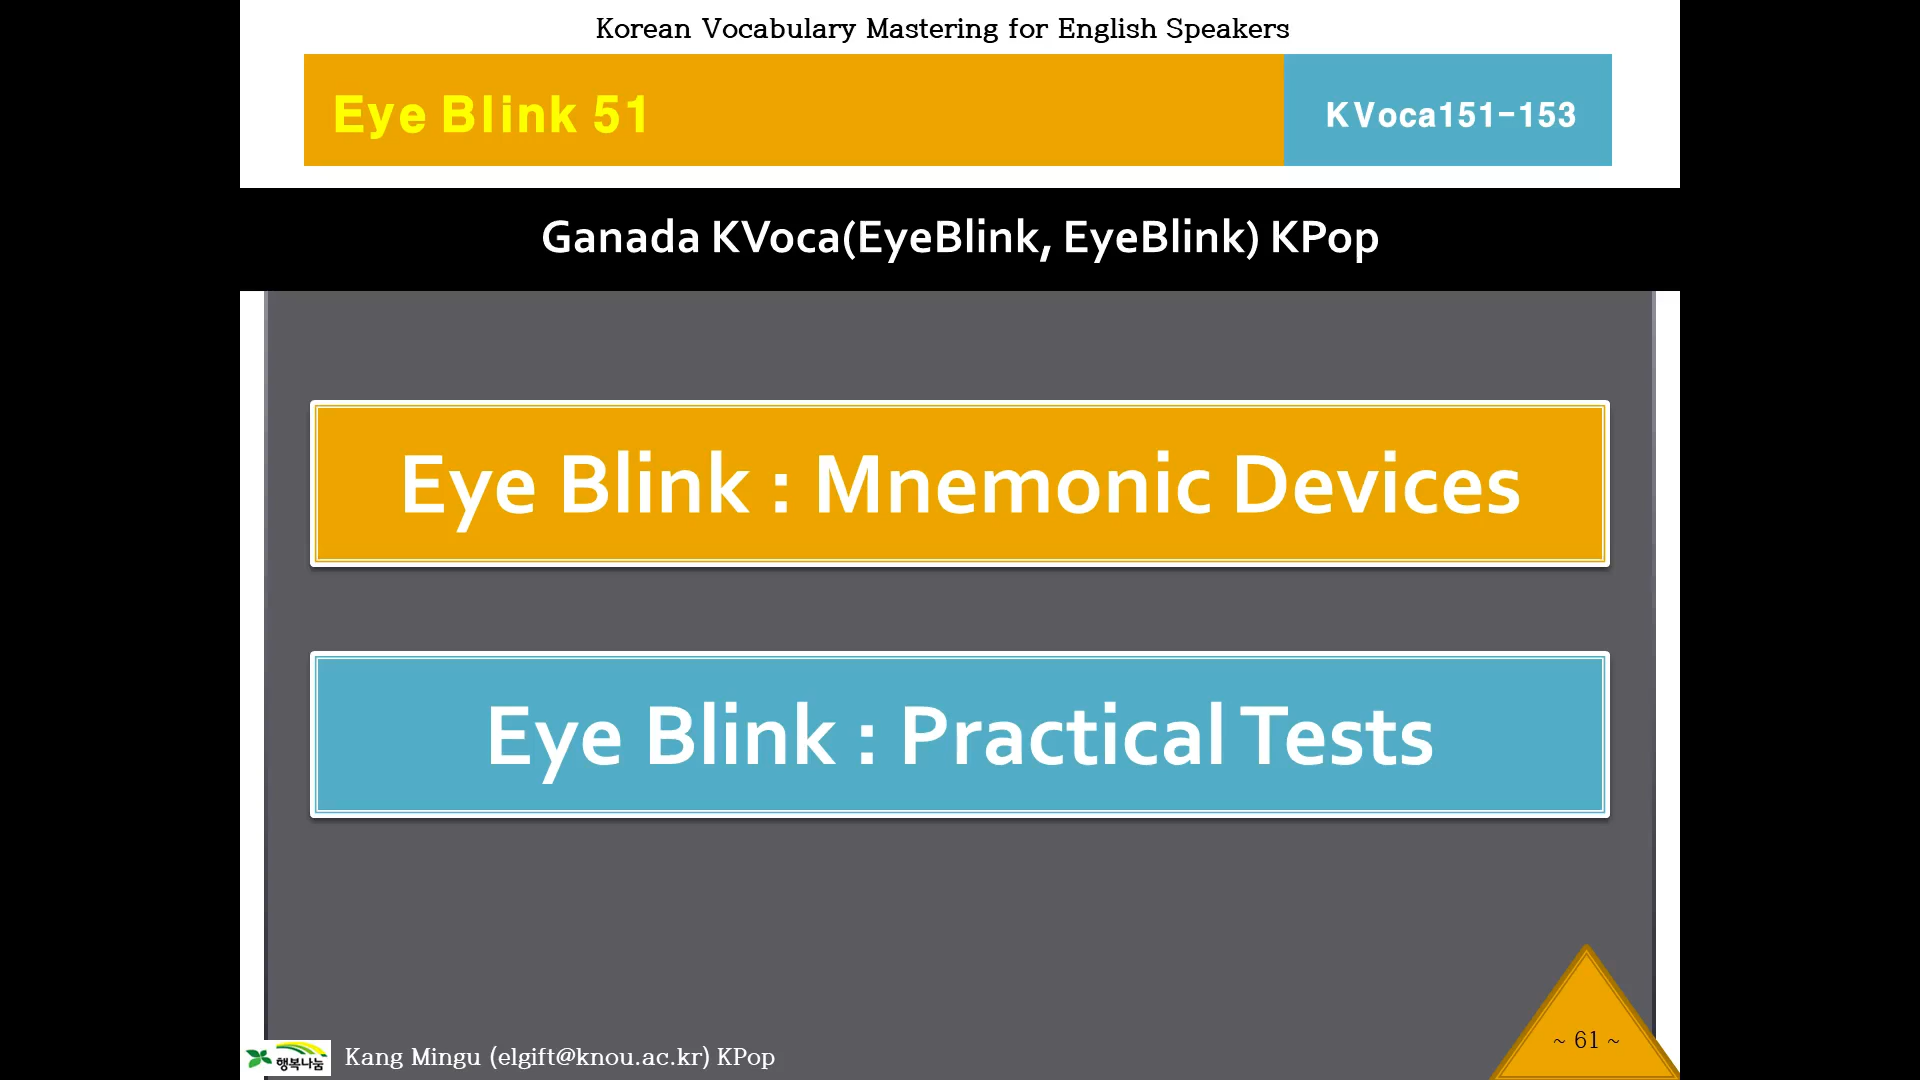 Korean Vocabulary Mastering for English Speakers
Eye Blink 51
KVoca151-153
Ganada KVoca(EyeBlink, EyeBlink) KPop
Eye Blink : Mnemonic Devices
Eye Blink : Practical Tests
~ 61 ~
행복나눔
Kang Mingu (elgift@knou.ac.kr) KPop